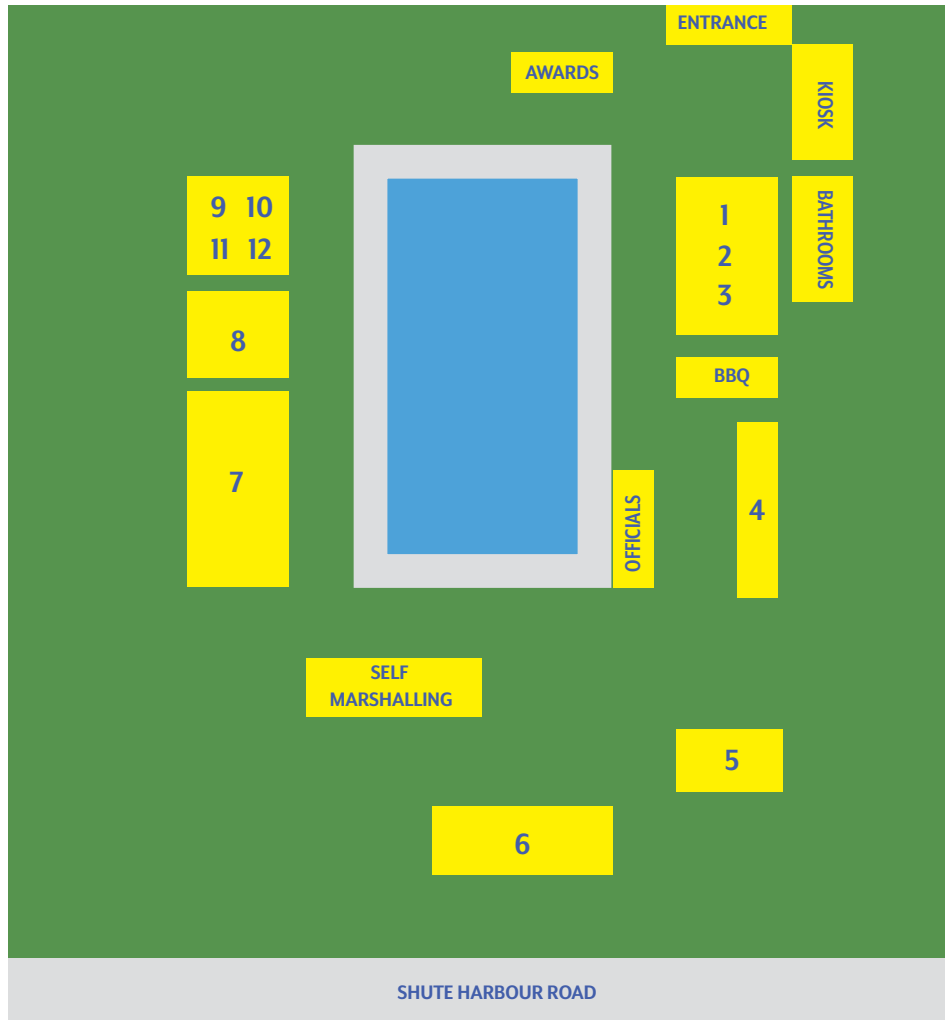 ENTRANCE
AWARDS
KIOSK
9 10
11 12
1
2
3
BATHROOMS
8
BBQ
7
4
OFFICIALS
SELF
MARSHALLING
5
6
SHUTE HARBOUR ROAD